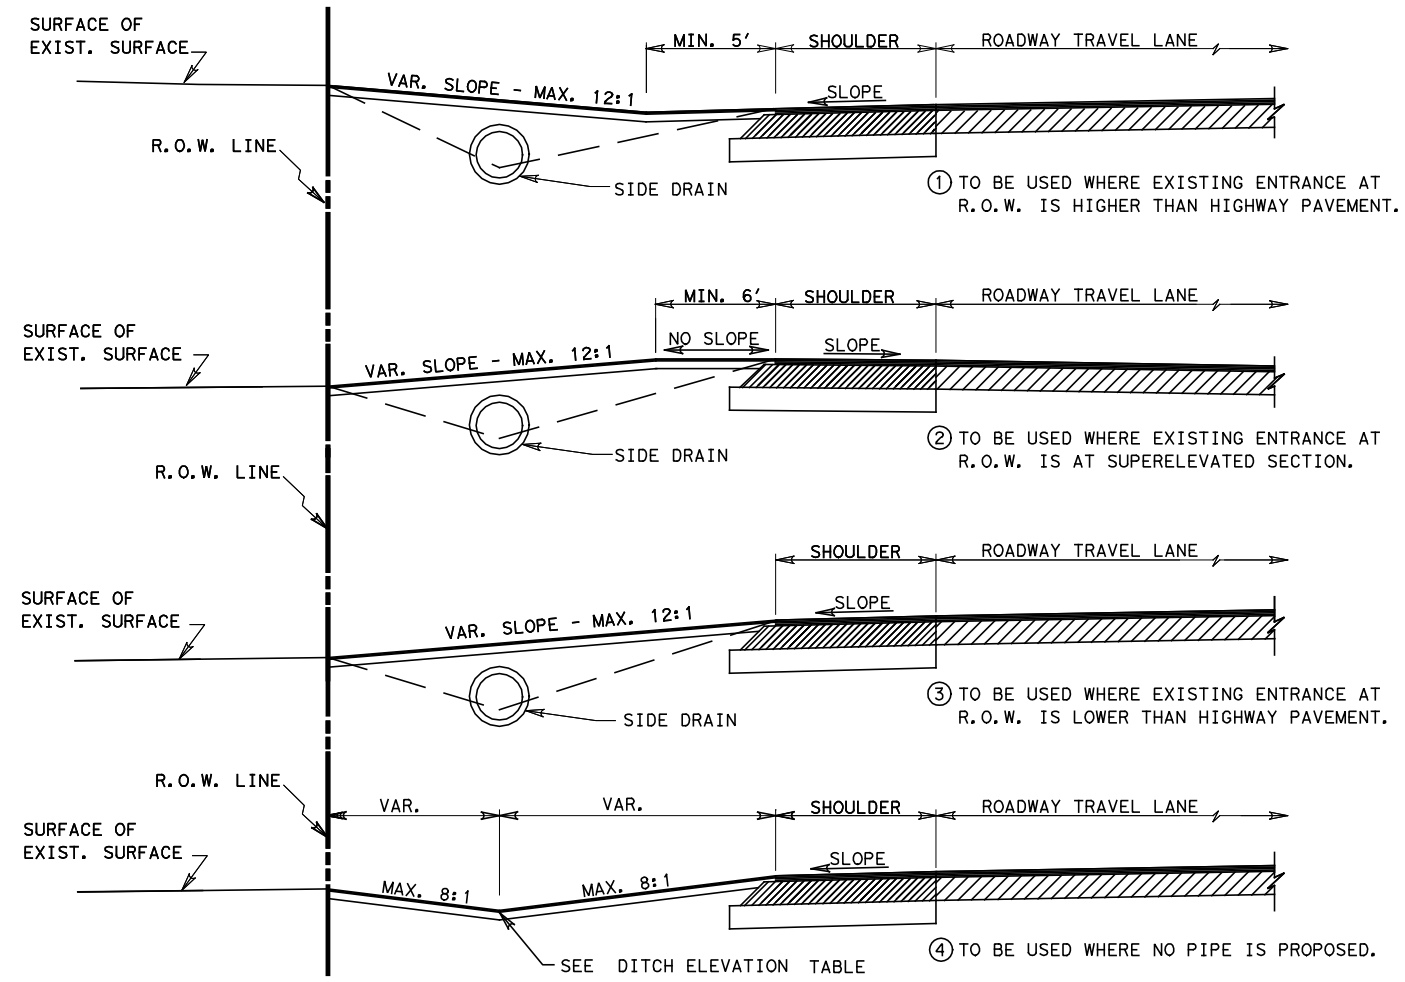 SURFACE OF
EXIST. SURFACE
MIN. 5'
SHOULDER
ROADWAY TRAVEL LANE
VAR. SLOPE - MAX. 12:1
SLOPE
R.O.W. LINE
SIDE DRAIN
1 TO BE USED WHERE EXISTING ENTRANCE AT
R.O.W. IS HIGHER THAN HIGHWAY PAVEMENT.
SURFACE OF
EXIST. SURFACE
MIN. 6'
SHOULDER
ROADWAY TRAVEL LANE
NO SLOPE
SLOPE
VAR. SLOPE - MAX. 12:1
SIDE DRAIN
2 TO BE USED WHERE EXISTING ENTRANCE AT
R.O.W. IS AT SUPERELEVATED SECTION.
R.O.W. LINE
SHOULDER
ROADWAY TRAVEL LANE
SURFACE OF
EXIST. SURFACE
VAR. SLOPE - MAX. 12:1
SLOPE
SIDE DRAIN
3 TO BE USED WHERE EXISTING ENTRANCE AT
R.O.W. IS LOWER THAN HIGHWAY PAVEMENT.
R.O.W. LINE
VAR.
VAR.
SHOULDER
ROADWAY TRAVEL LANE
SURFACE OF
EXIST. SURFACE
MAX. 8:1
MAX. 8:1
SLOPE
4 TO BE USED WHERE NO PIPE IS PROPOSED.
SEE DITCH ELEVATION TABLE